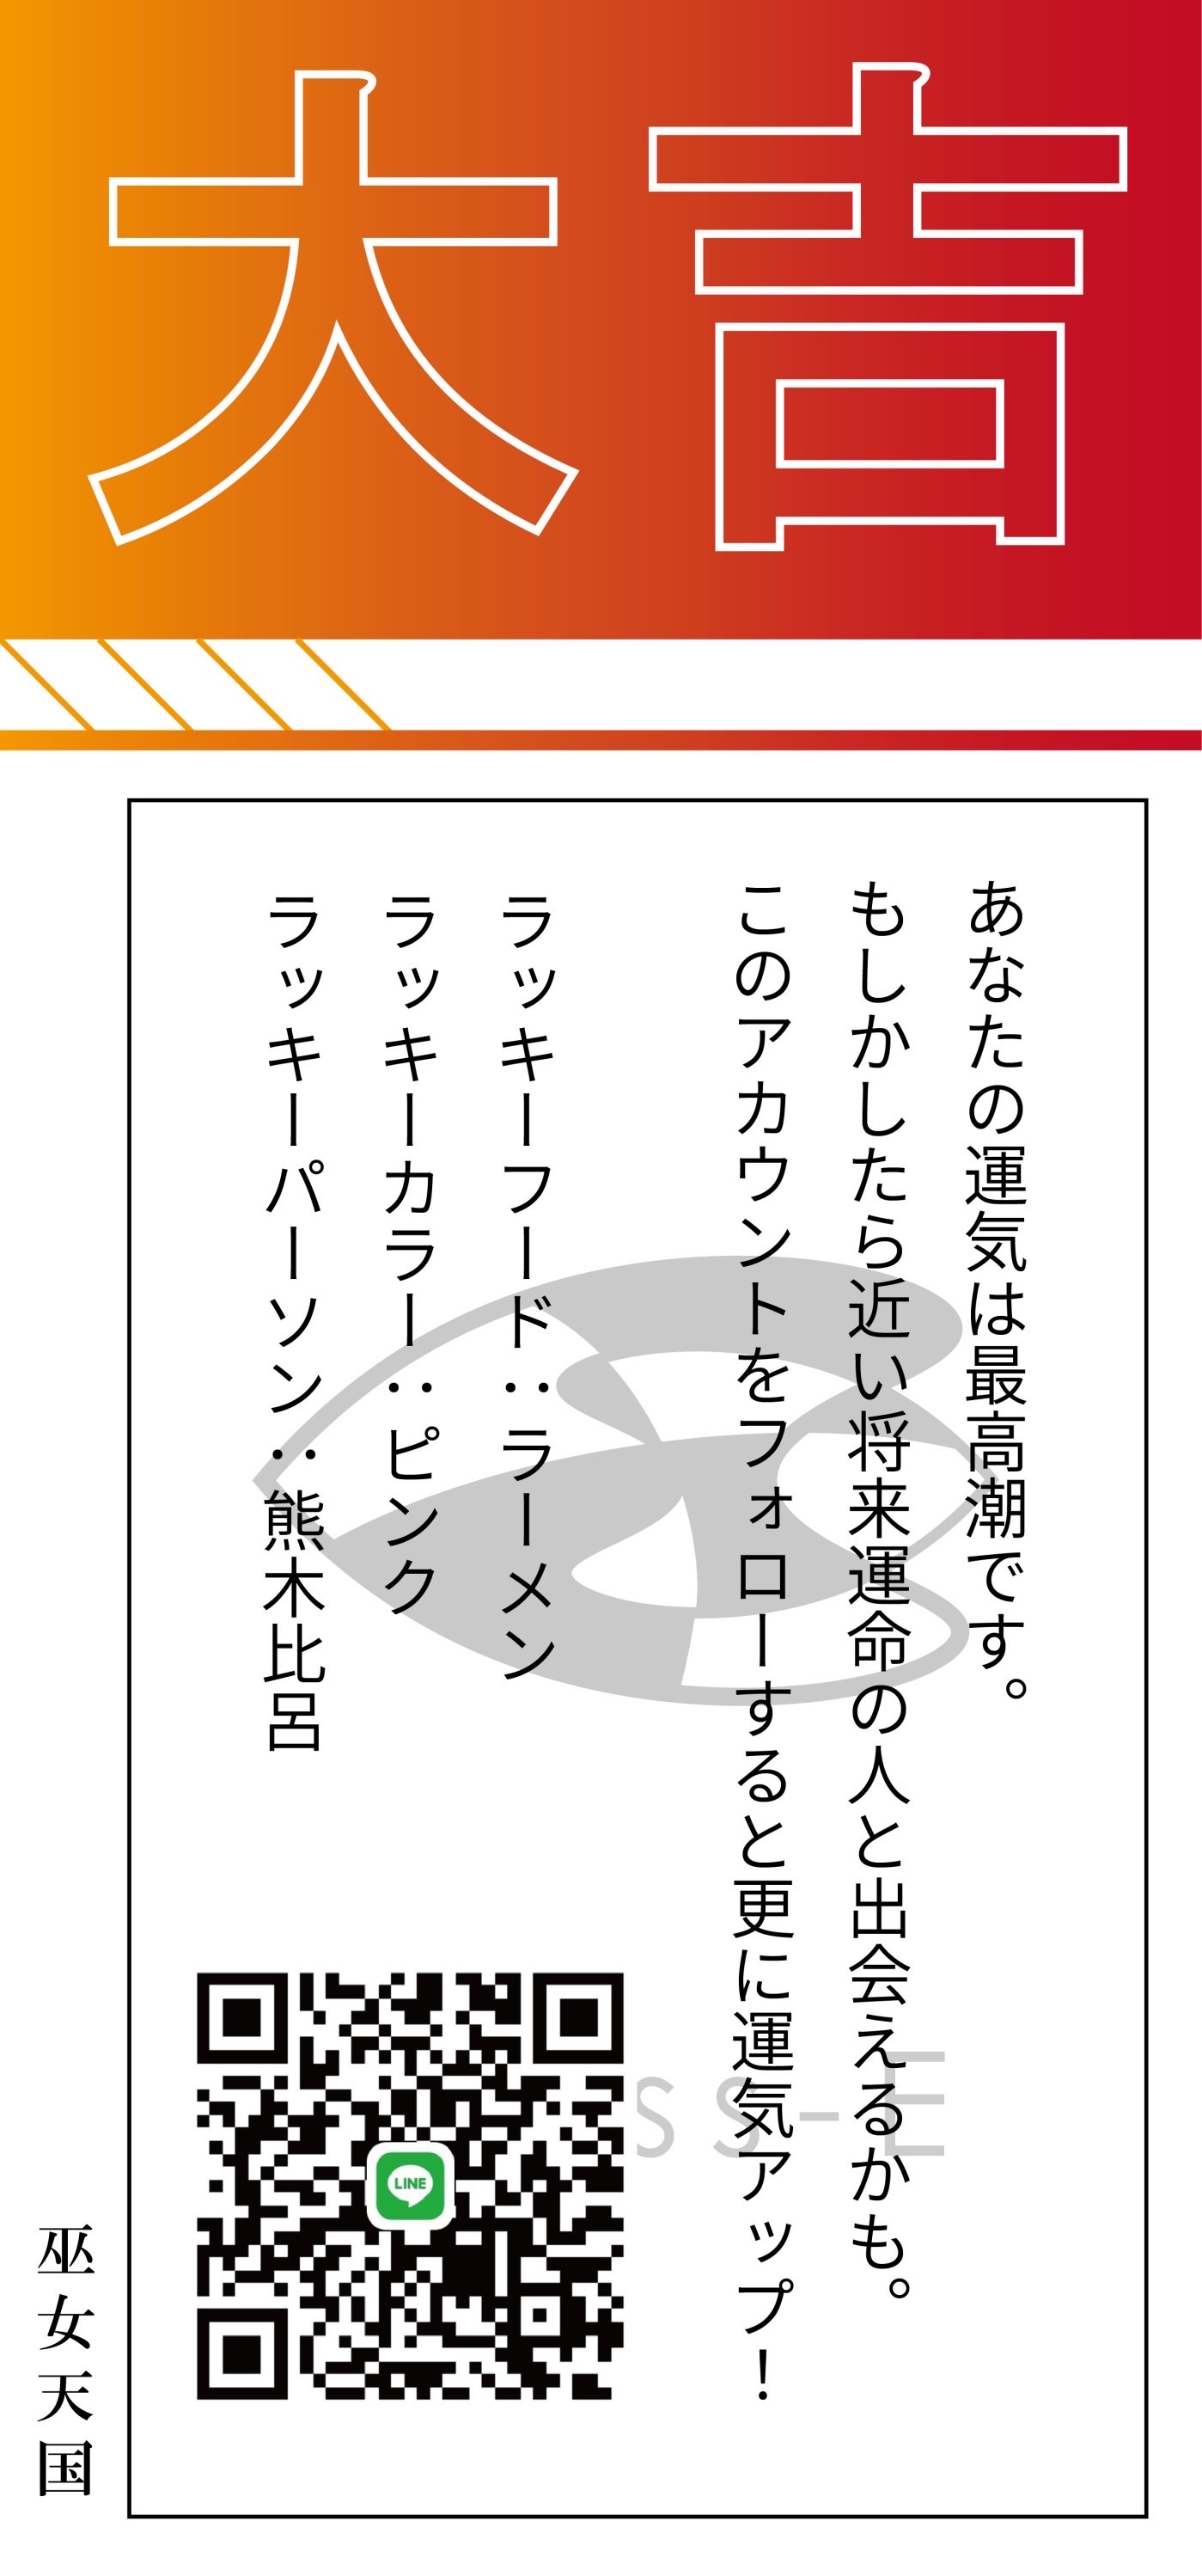 大吉
あなたの運気は最高潮です。
もしかしたら近い将来運命の人と出会えるかも。
このアカウントをフォローすると更に運気アップ！
ラッキーフード：ラーメン
ラッキーカラー：ピンク
ラッキーパーソン：熊木比呂
ss-E
LINE
巫女天国